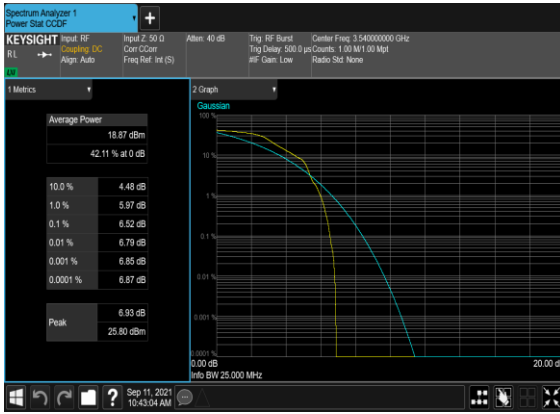 Spectrum Analyzer 1
Power Stat CCDF
KEYSIGHT
RL
Input: RF
Coupling: DC
Align: Auto
Input Z: 50 Ω
Corr CCorr
Freq Ref: Int (S)
Atten: 40 dB
Trig: RF Burst
Trig Delay: 500.0 µs
#IF Gain: Low
Center Freq: 3.540000000 GHz
Counts: 1.00 M/1.00 Mpt
Radio Std: None
1 Metrics
Average Power
18.87 dBm
42.11 % at 0 dB
10.0 % 4.48 dB
1.0 % 5.97 dB
0.1 % 6.52 dB
0.01 % 6.79 dB
0.001 % 6.85 dB
0.0001 % 6.87 dB
Peak
6.93 dB
25.80 dBm
2 Graph
Gaussian
100 %
10 %
1 %
0.1 %
0.01 %
0.001 %
0.0001 %
0.00 dB
20.00 d
Info BW 25.000 MHz
?
Sep 11, 2021
10:43:04 AM